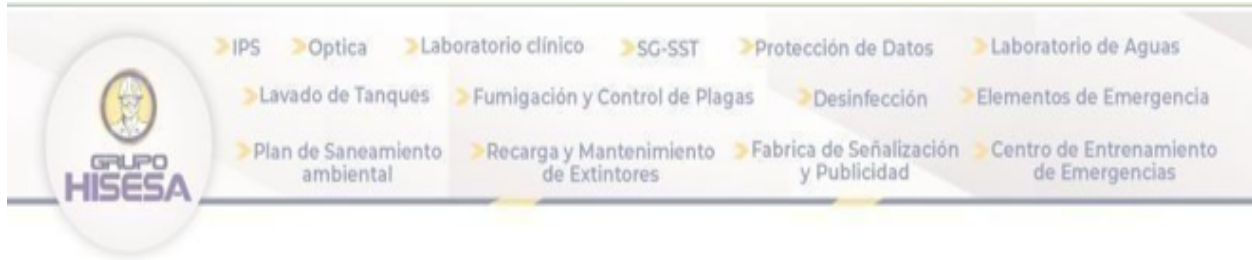 IPS Optica Laboratorio clínico SG-SST Protección de Datos Laboratorio de Aguas
Lavado de Tanques Fumigación y Control de Plagas Desinfección Elementos de Emergencia
Plan de Saneamiento ambiental Recarga y Mantenimiento de Extintores Fabrica de Señalización y Publicidad Centro de Entrenamiento de Emergencias
GRUPO
HISESA